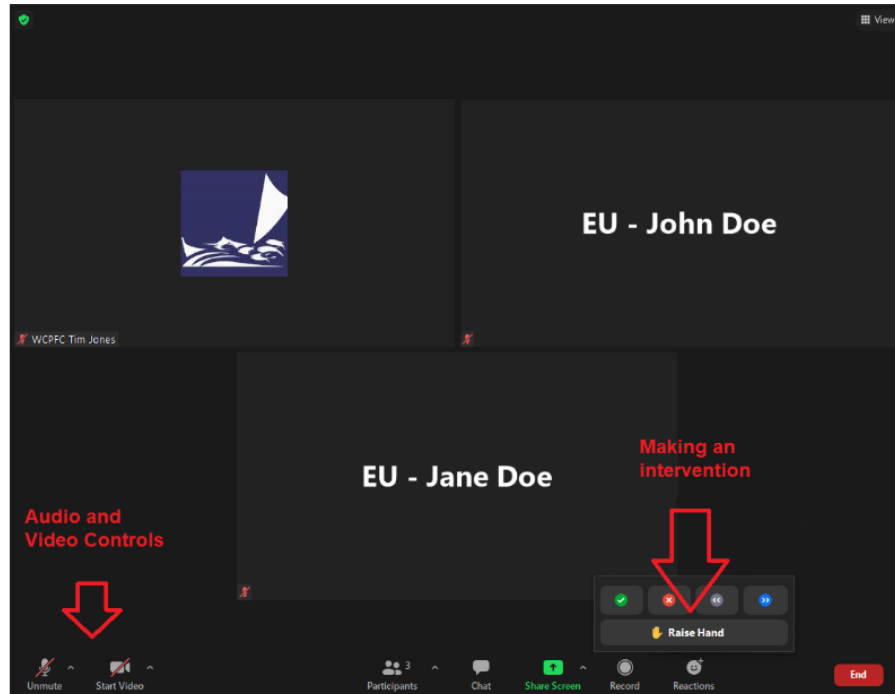 View
WCPFC Tim Jones
EU - John Doe
EU - Jane Doe
Making an
intervention
Audio and
Video Controls
Raise Hand
Unmute
Start Video
Participants
3
Chat
Share Screen
Record
Reactions
End